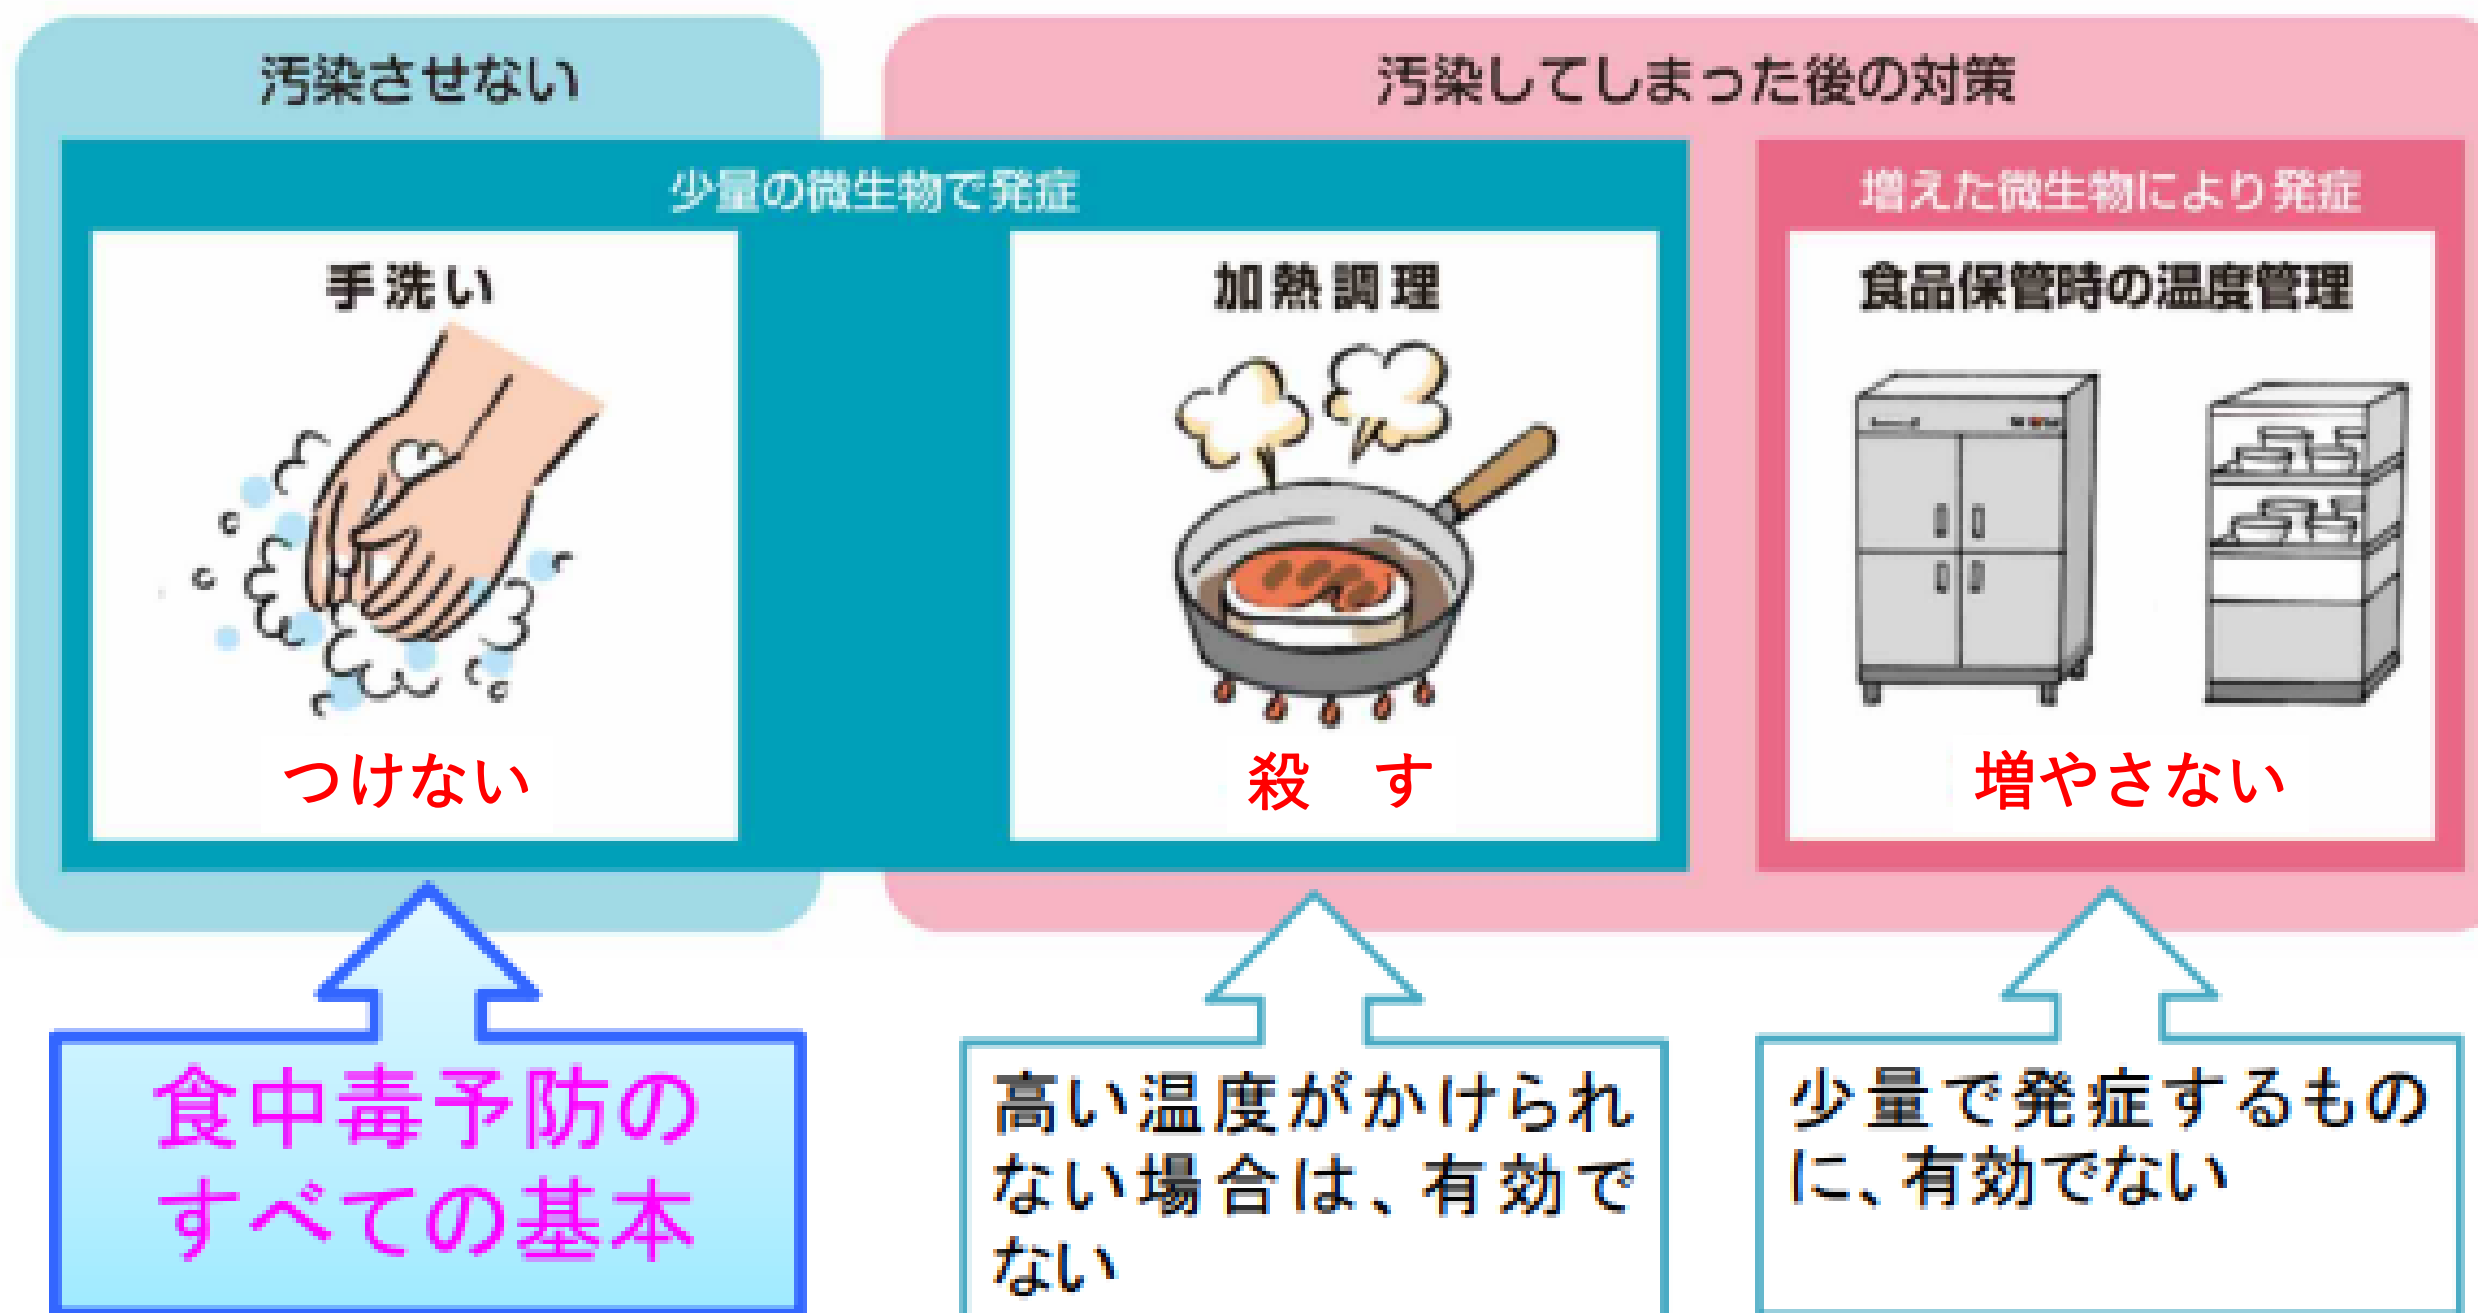 汚染させない
汚染してしまった後の対策
少量の微生物で発症
増えた微生物により発症
手洗い
加熱調理
食品保管時の温度管理
つけない
殺　す
増やさない
食中毒予防の
すべての基本
高い温度がかけられ
ない場合は、有効で
ない
少量で発症するもの
に、有効でない